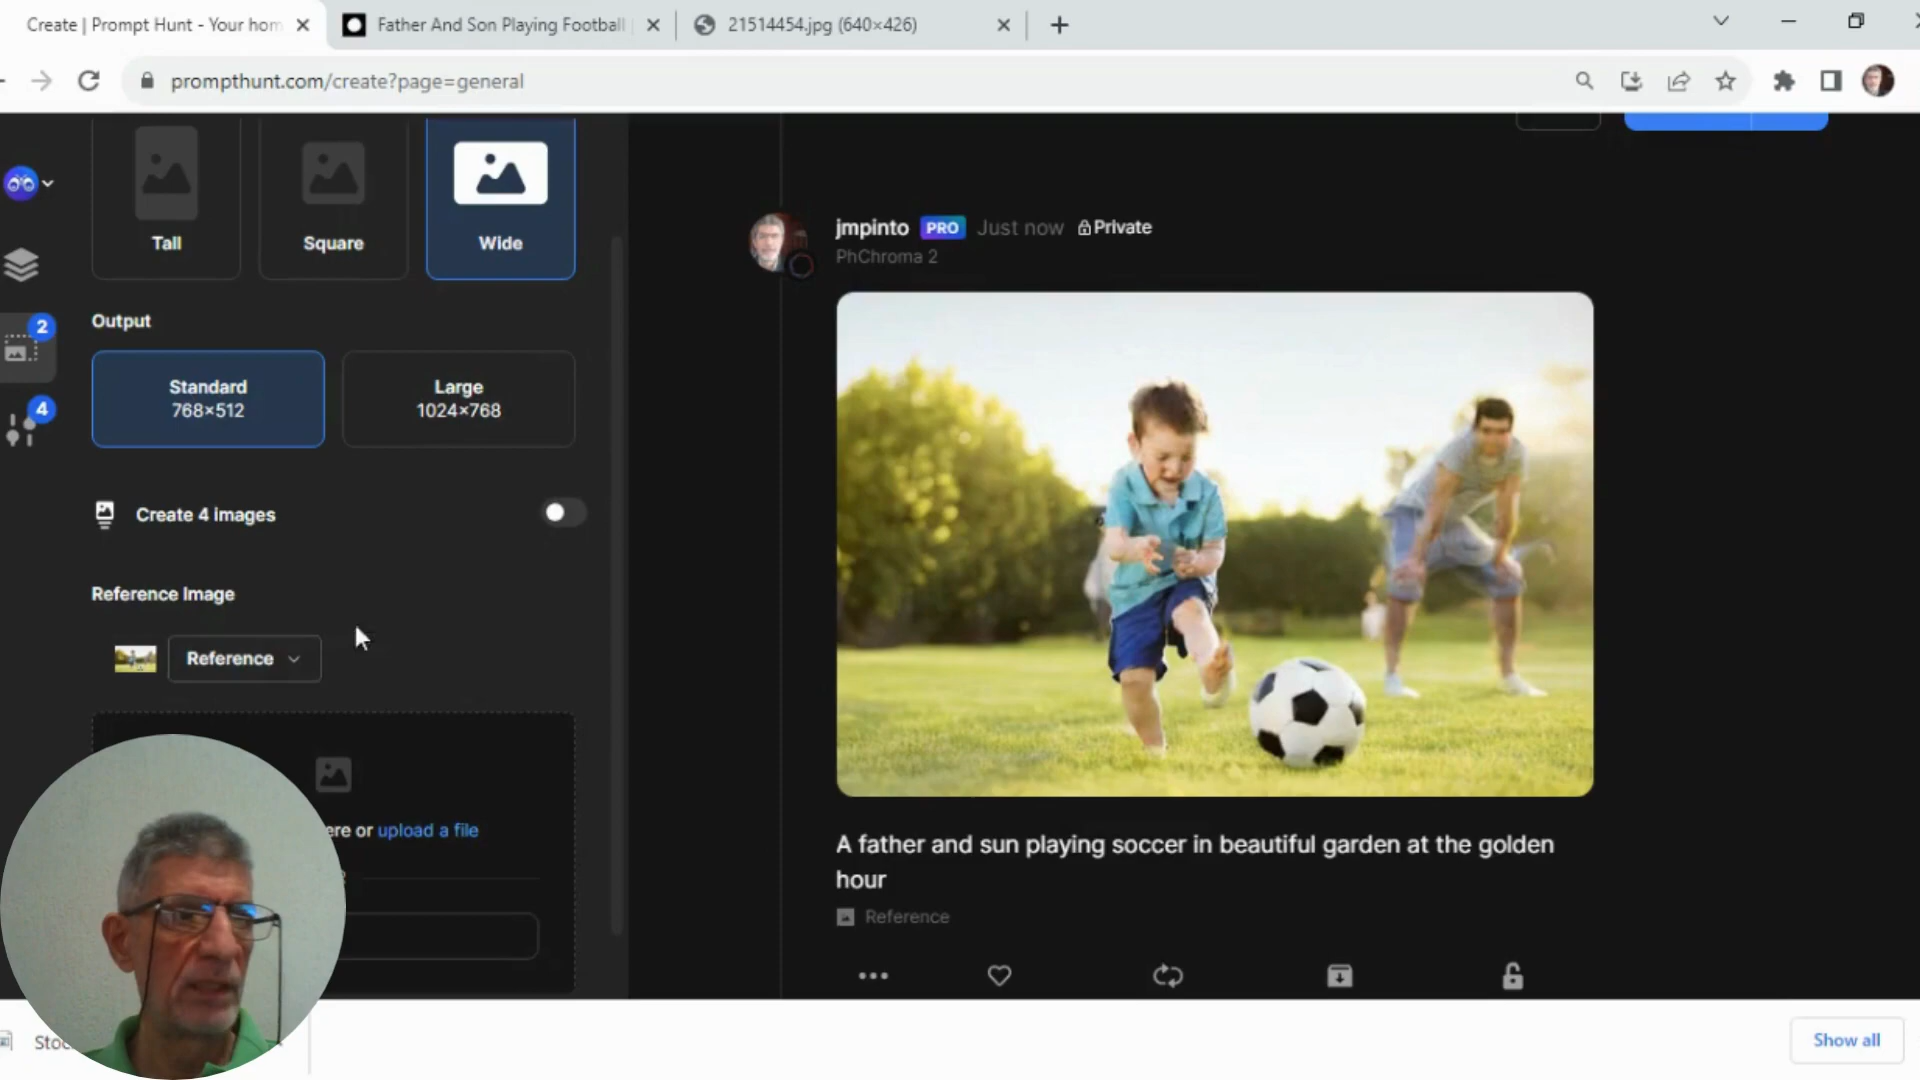 Create | Prompt Hunt - Your hom
Father And Son Playing Football
21514454.jpg (640×426)
prompthunt.com/create?page=general
Tall
Square
Wide
2
4
Output
Standard
768×512
Large
1024×768
Create 4 images
Reference Image
Reference
ere or upload a file
jmpinto PRO Just now Private
PhChroma 2
A father and sun playing soccer in beautiful garden at the golden
hour
Reference
Show all